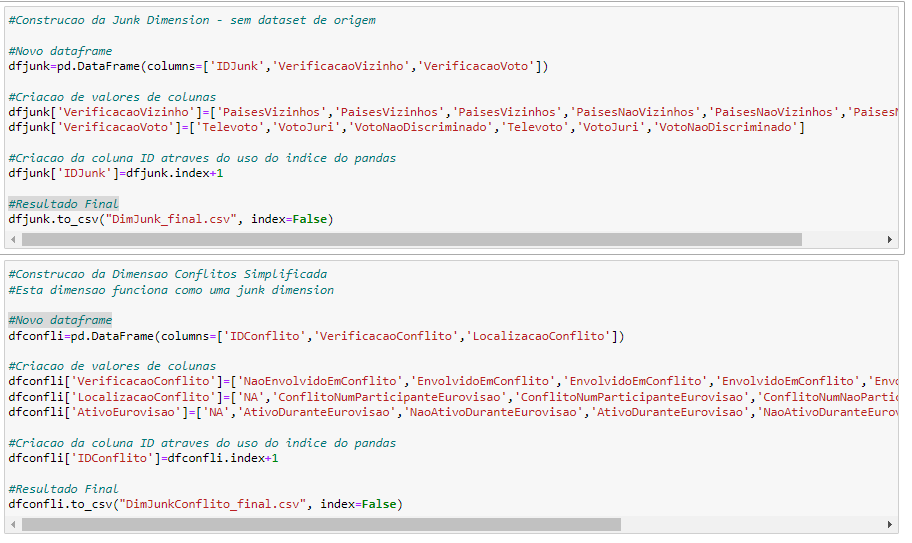 #Construcao da Junk Dimension - sem dataset de origem
#Novo dataframe
dfjunk=pd.DataFrame(columns=['IDJunk','VerificacaoVizinho','VerificacaoVoto'])
#Criacao de valores de colunas
dfjunk['VerificacaoVizinho']=['PaisesVizinhos','PaisesVizinhos','PaisesVizinhos','PaisesNaoVizinhos','PaisesNaoVizinhos','PaisesN
dfjunk['VerificacaoVoto']=['Televoto','VotoJuri','VotoNaoDiscriminado','Televoto','VotoJuri','VotoNaoDiscriminado']
#Criacao da coluna ID atraves do uso do indice do pandas
dfjunk['IDJunk']=dfjunk.index+1
#Resultado Final
dfjunk.to_csv("DimJunk_final.csv", index=False)
#Construcao da Dimensao Conflitos Simplificada
#Esta dimensao funciona como uma junk dimension
#Novo dataframe
dfconfli=pd.DataFrame(columns=['IDConflito','VerificacaoConflito','LocalizacaoConflito'])
#Criacao de valores de colunas
dfconfli['VerificacaoConflito']=['NaoEnvolvidoEmConflito','EnvolvidoEmConflito','EnvolvidoEmConflito','EnvolvidoEmConflito','Env
dfconfli['LocalizacaoConflito']=['NA','ConflitoNumParticipanteEurovisao','ConflitoNumParticipanteEurovisao','ConflitoNumNaoPartic
dfconfli['AtivoEurovisao']=['NA','AtivoDuranteEurovisao','NaoAtivoDuranteEurovisao','AtivoDuranteEurovisao','NaoAtivoDuranteEurov
#Criacao da coluna ID atraves do uso do indice do pandas
dfconfli['IDConflito']=dfconfli.index+1
#Resultado Final
dfconfli.to_csv("DimJunkConflito_final.csv", index=False)